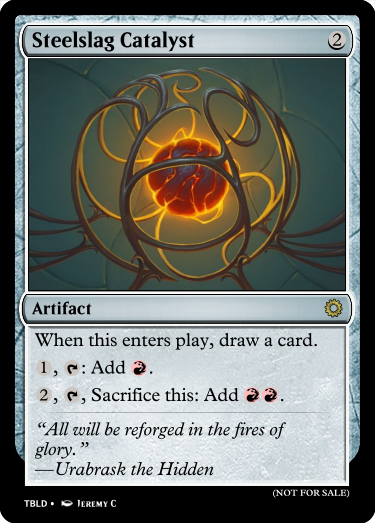 Steelslag Catalyst 2
Artifact
When this enters play, draw a card.
1, : Add .
2, , Sacrifice this: Add .
“All will be reforged in the fires of
glory.”
—Urabrask the Hidden
(NOT FOR SALE)
TBLD • Jeremy C